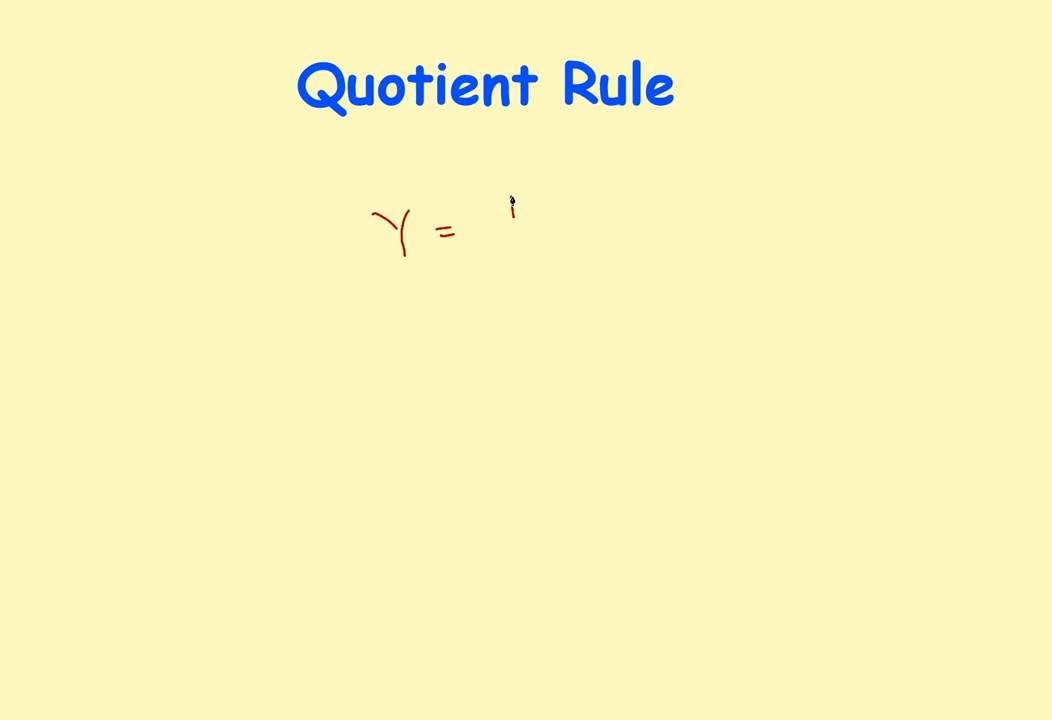 Quotient Rule
Y =